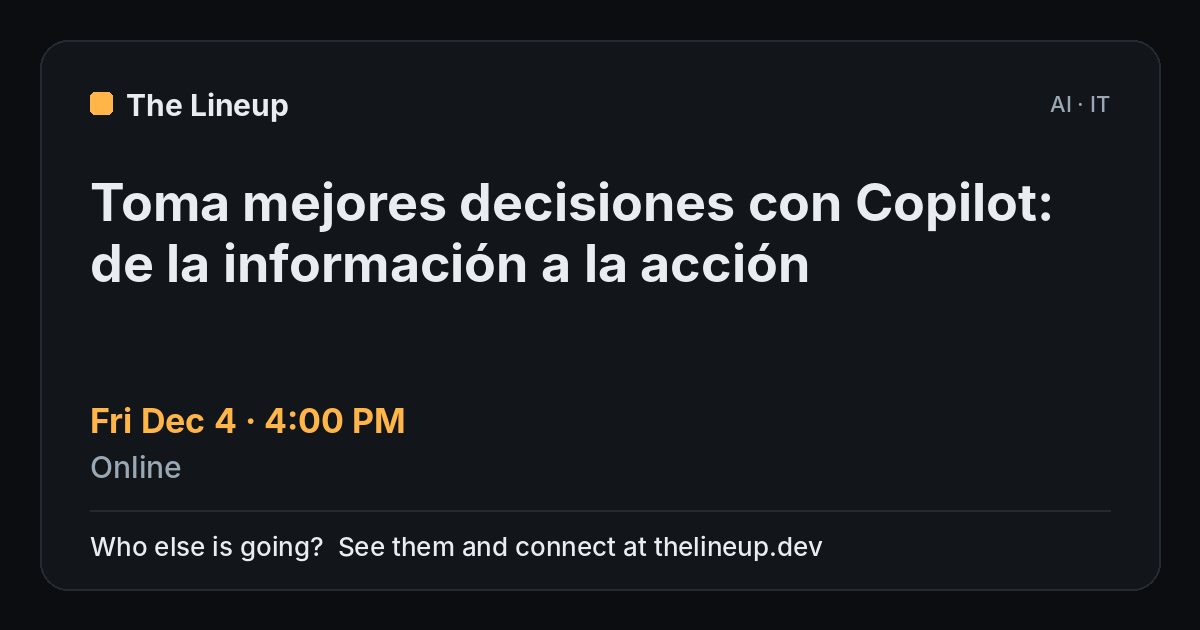 The Lineup
AI · IT
Toma mejores decisiones con Copilot:
de la información a la acción
Fri Dec 4 · 4:00 PM
Online
Who else is going? See them and connect at thelineup.dev